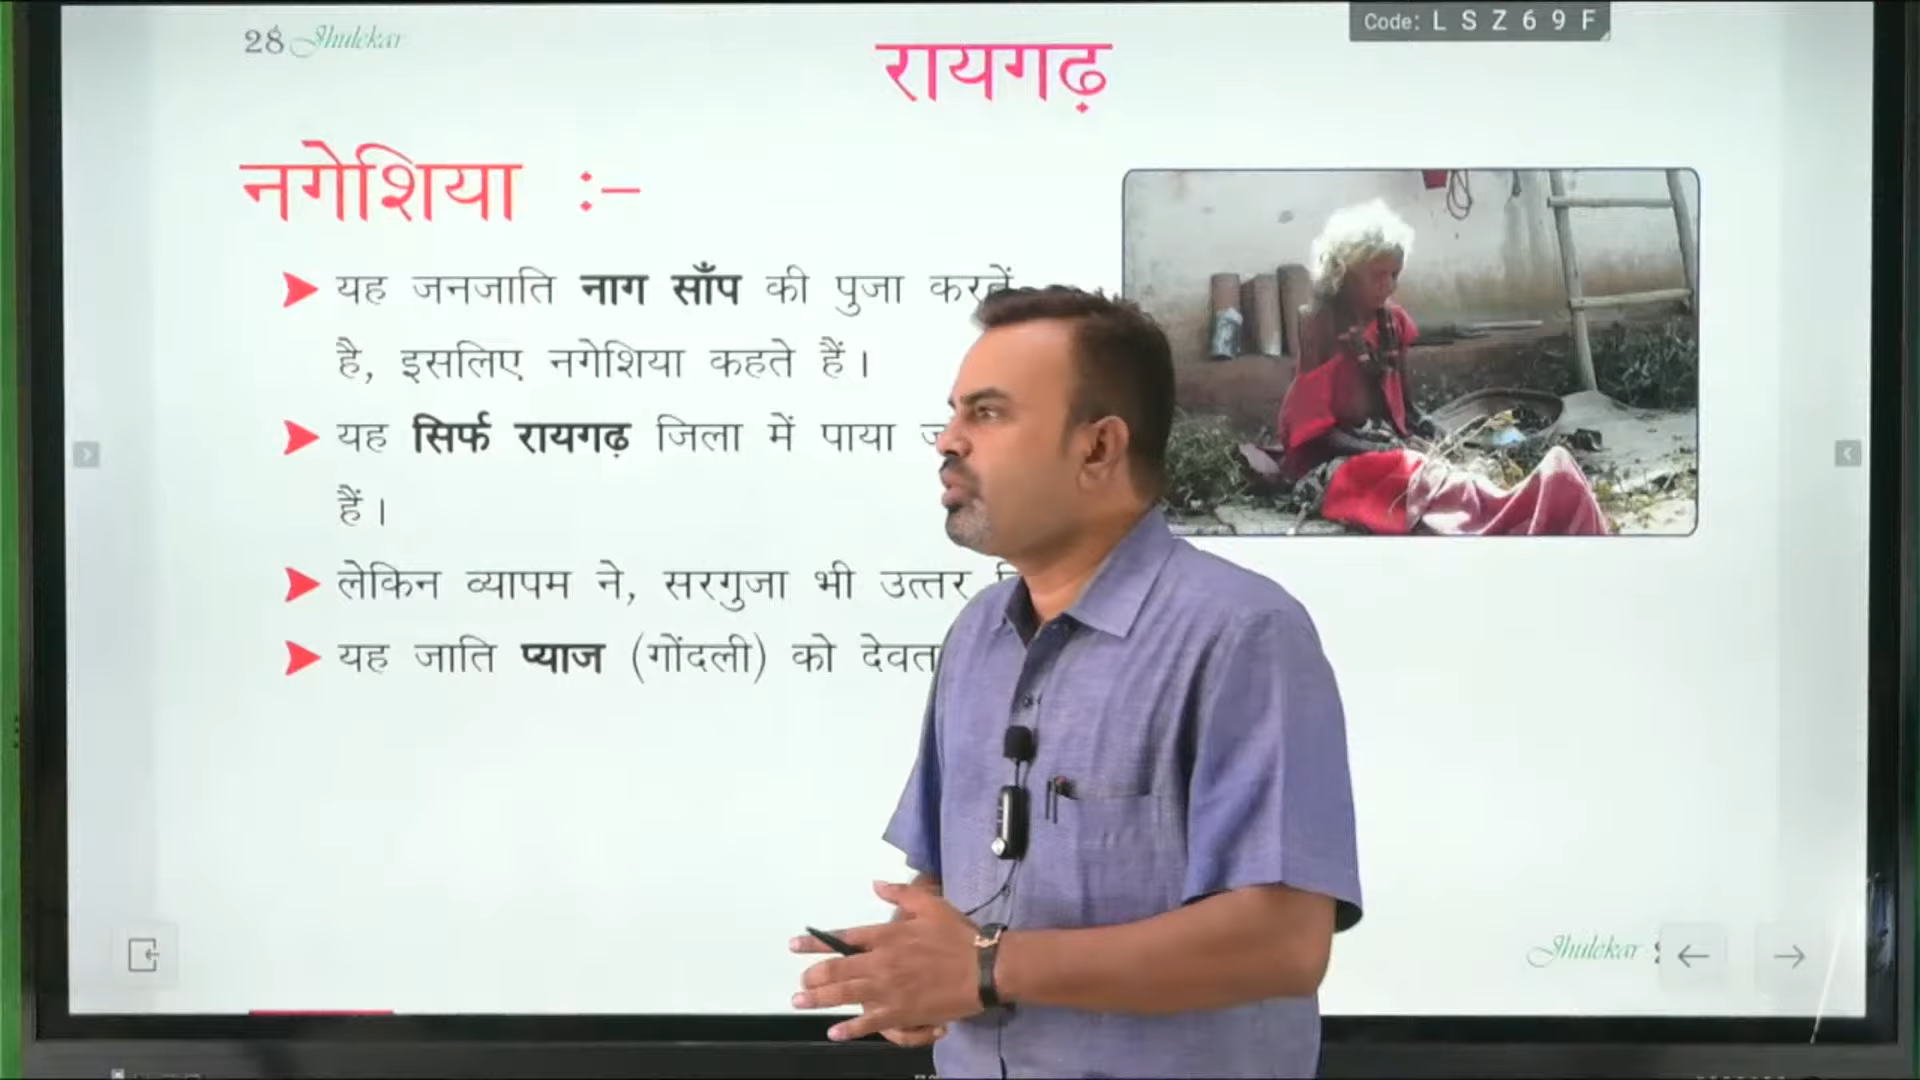 28 Jhulekar
Code: L S Z 6 9 F
रायगढ़
नगेशिया :–
यह जनजाति नाग साँप की पुजा करतें
है, इसलिए नगेशिया कहते हैं।
यह सिर्फ रायगढ़ जिला में पाया
हैं।
लेकिन व्यापम ने, सरगुजा भी उत्तर
यह जाति प्याज (गोंदली) को
Jhulekar